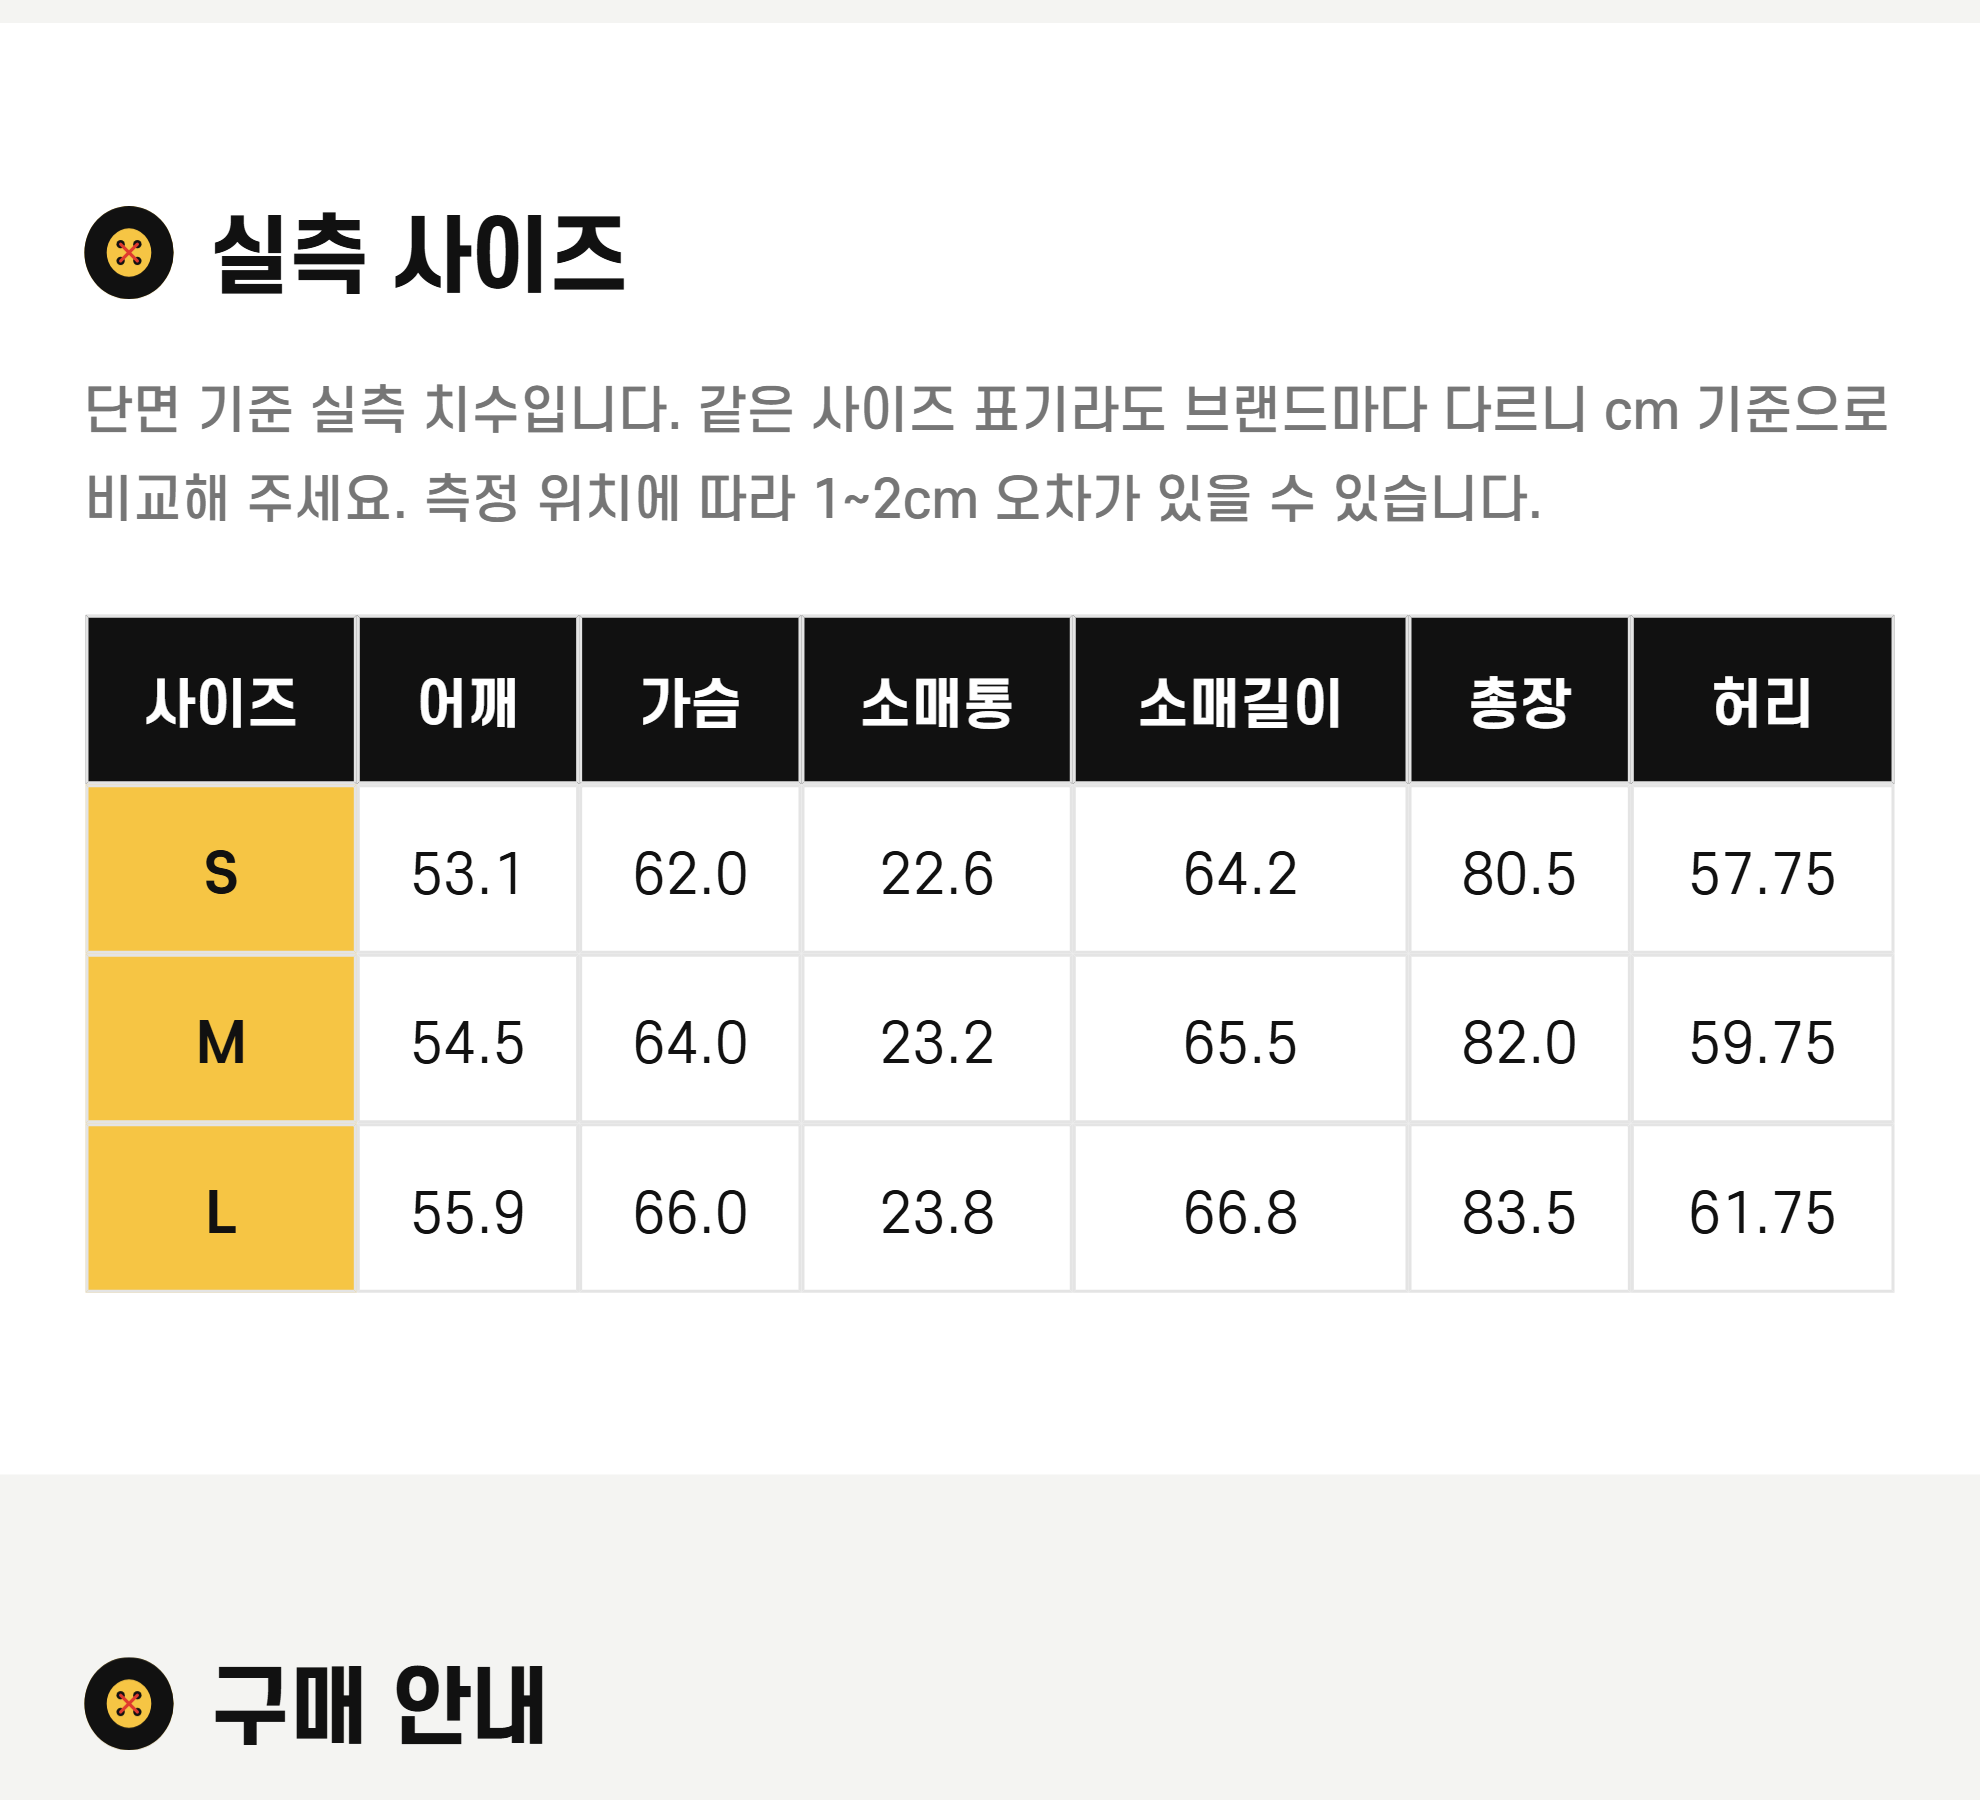 실측 사이즈
단면 기준 실측 치수입니다. 같은 사이즈 표기라도 브랜드마다 다르니 cm 기준으로
비교해 주세요. 측정 위치에 따라 1~2cm 오차가 있을 수 있습니다.
사이즈 어깨 가슴 소매통 소매길이 총장 허리
S 53.1 62.0 22.6 64.2 80.5 57.75
M 54.5 64.0 23.2 65.5 82.0 59.75
L 55.9 66.0 23.8 66.8 83.5 61.75
구매 안내